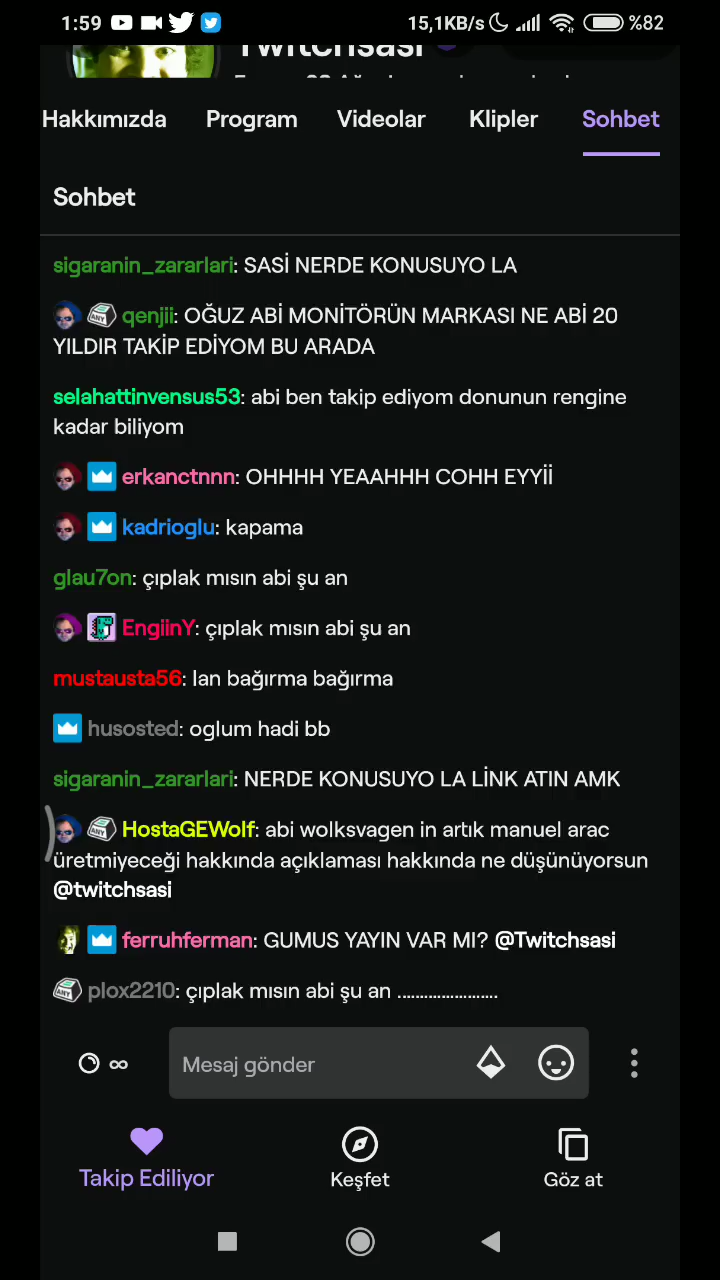 1:59 15,1KB/s %82
Twitchsasi
Hakkımızda Program Videolar Klipler Sohbet
Sohbet
sigaranin_zararlari: SASİ NERDE KONUSUYO LA
ANY qenjii: OĞUZ ABİ MONİTÖRÜN MARKASI NE ABİ 20
YILDIR TAKİP EDİYOM BU ARADA
selahattinvensus53: abi ben takip ediyom donunun rengine
kadar biliyom
erkanctnnn: OHHHH YEAAHHH COHH EYYİİ
kadrioglu: kapama
glau7on: çıplak mısın abi şu an
EngiinY: çıplak mısın abi şu an
mustausta56: lan bağırma bağırma
husosted: oglum hadi bb
sigaranin_zararlari: NERDE KONUSUYO LA LİNK ATIN AMK
ANY HostaGEWolf: abi wolksvagen in artık manuel arac
üretmiyeceği hakkında açıklaması hakkında ne düşünüyorsun
@twitchsasi
ferruhferman: GUMUS YAYIN VAR MI? @Twitchsasi
ANY plox2210: çıplak mısın abi şu an ......................
∞ Mesaj gönder
Takip Ediliyor Keşfet Göz at